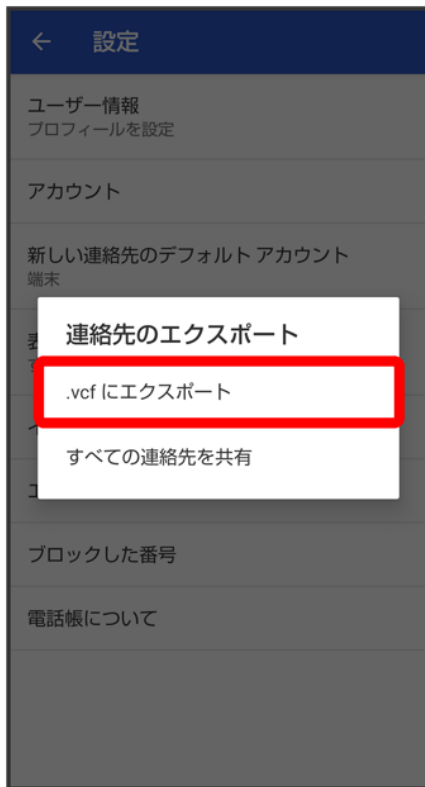 ← 設定
ユーザー情報
プロフィールを設定
アカウント
新しい連絡先のデフォルト アカウント
端末
連絡先のエクスポート
.vcf にエクスポート
すべての連絡先を共有
ブロックした番号
電話帳について